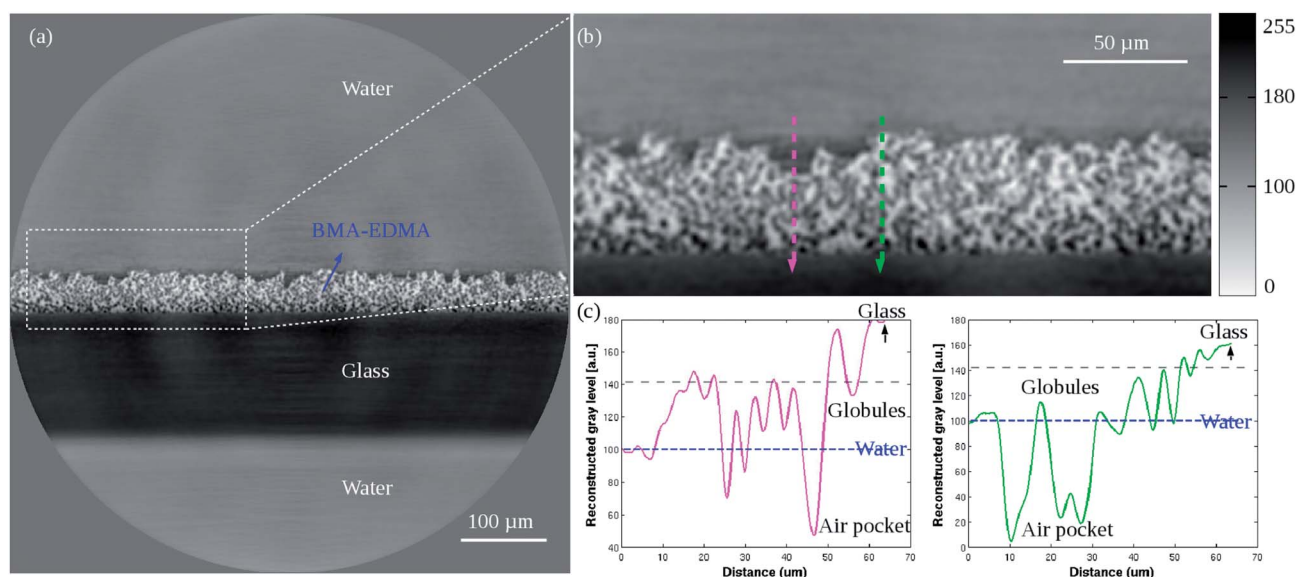 (a)
Water
BMA-EDMA
Glass
Water
100 µm
(b)
50 µm
255
180
100
0
(c)
Reconstructed gray level [a.u.]
180
160
140
120
100
80
60
40
Glass
Globules
Water
Air pocket
0 10 20 30 40 50 60 70
Distance (um)
Reconstructed gray level [a.u.]
180
160
140
120
100
80
60
40
20
0
Glass
Globules
Water
Air pocket
0 10 20 30 40 50 60 70
Distance (um)